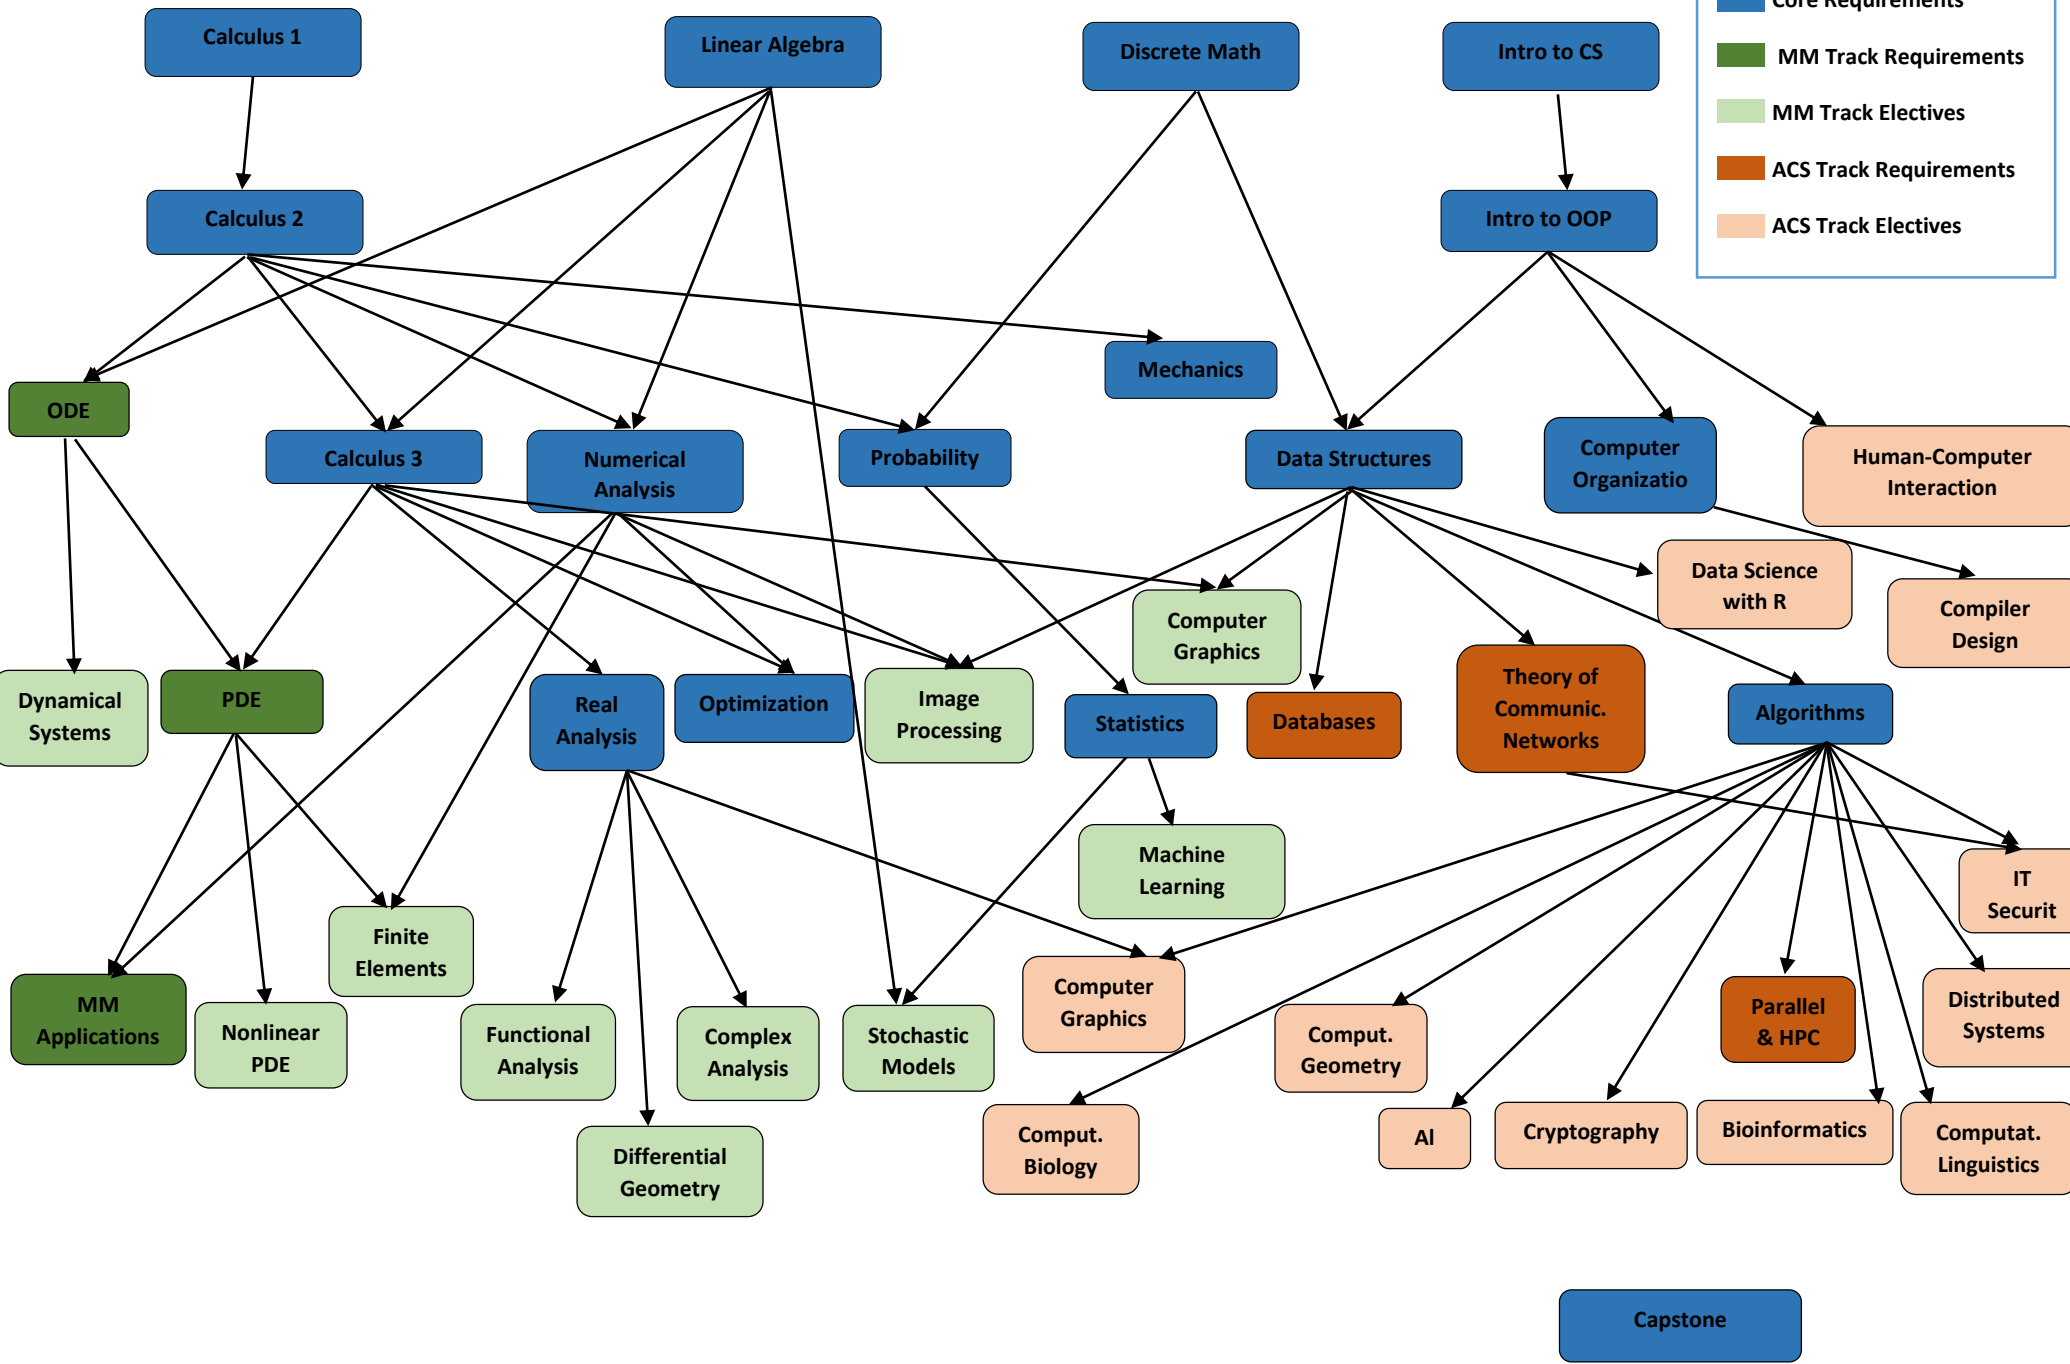 Core Requirements
Calculus 1
Linear Algebra
Discrete Math
Intro to CS
MM Track Requirements
MM Track Electives
ACS Track Requirements
ACS Track Electives
Calculus 2
Intro to OOP
Mechanics
ODE
Calculus 3
Numerical
Analysis
Probability
Data Structures
Computer
Organizatio
Human-Computer
Interaction
Data Science
with R
Compiler
Design
Computer
Graphics
Dynamical
Systems
PDE
Real
Analysis
Optimization
Image
Processing
Statistics
Databases
Theory of
Communic.
Networks
Algorithms
Machine
Learning
IT
Securit
Finite
Elements
MM
Applications
Nonlinear
PDE
Functional
Analysis
Complex
Analysis
Stochastic
Models
Computer
Graphics
Comput.
Geometry
Parallel
& HPC
Distributed
Systems
Differential
Geometry
Comput.
Biology
AI
Cryptography
Bioinformatics
Computat.
Linguistics
Capstone